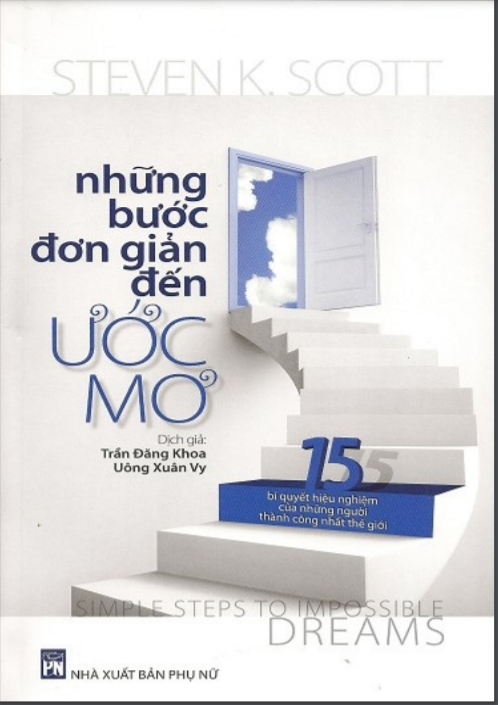 STEVEN K. SCOTT
những
bước
đơn giản
đến
ƯỚC
MƠ
Dịch giả:
Trần Đăng Khoa
Uông Xuân Vy
15
bí quyết hiệu nghiệm
của những người
thành công nhất thế giới
SIMPLE STEPS TO IMPOSSIBLE
DREAMS
PN
NHÀ XUẤT BẢN PHỤ NỮ